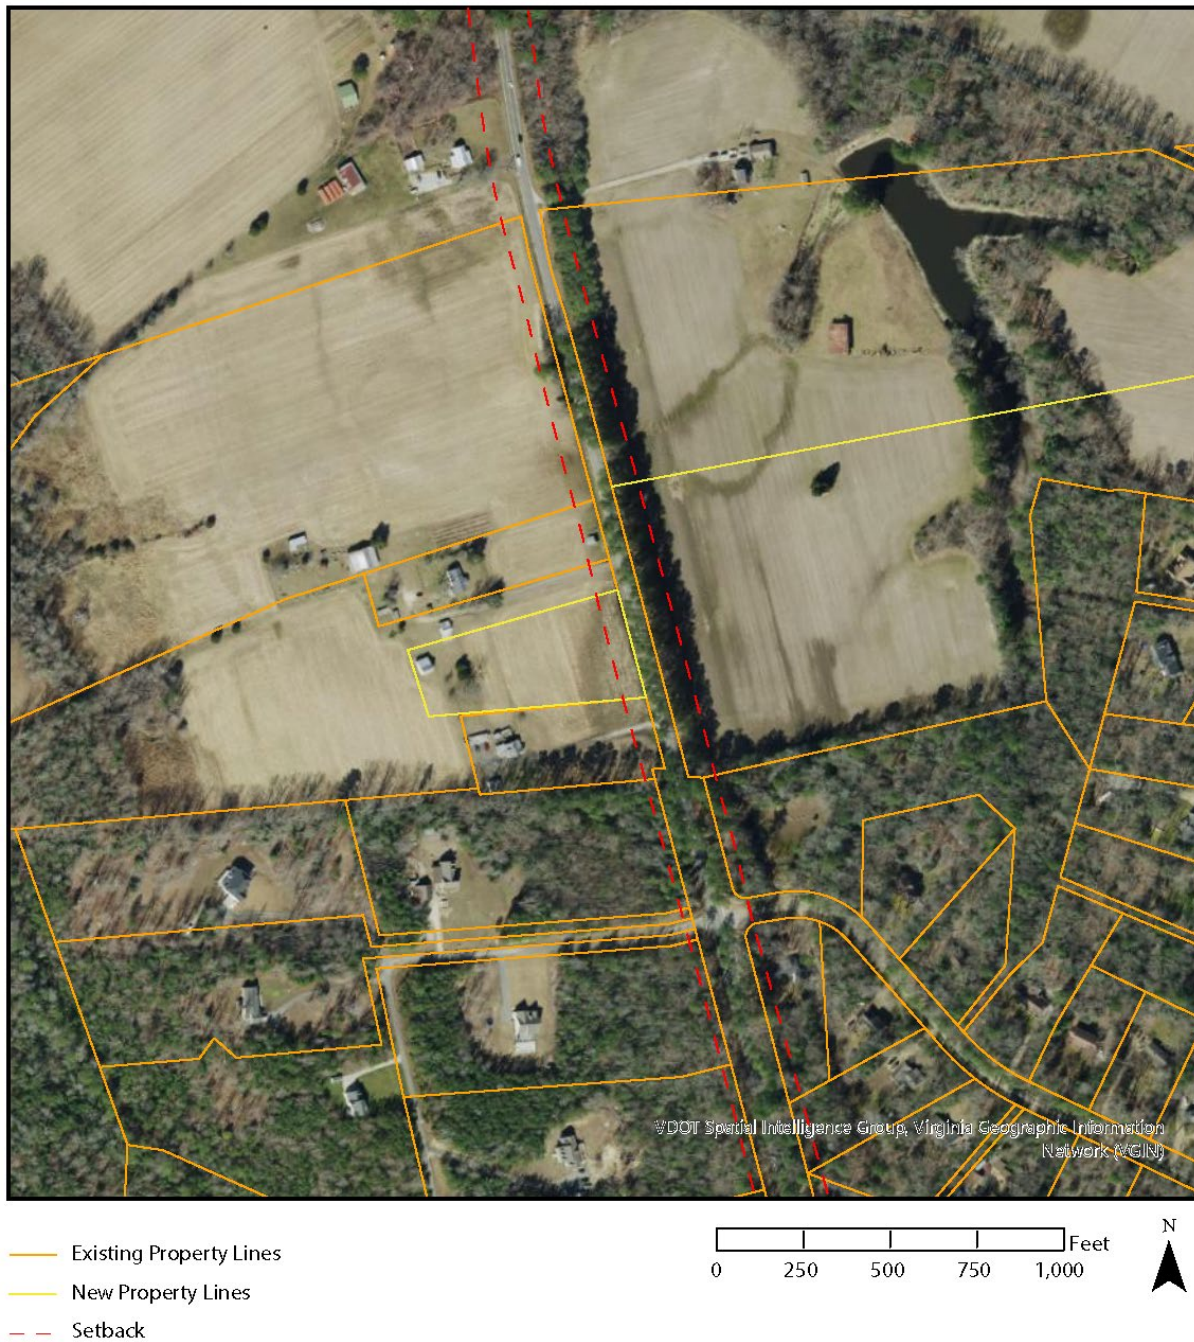 VDOT Spatial Intelligence Group, Virginia Geographic Information
Network (VGIN)
Existing Property Lines
New Property Lines
Setback
Feet
0 250 500 750 1,000
N